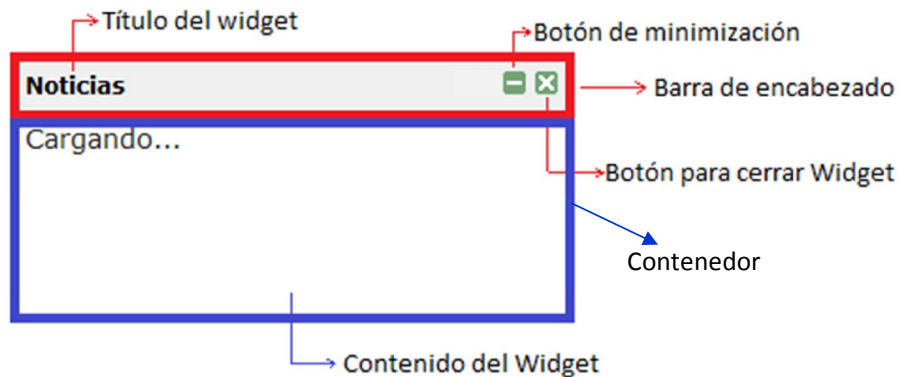 Título del widget
Botón de minimización
Noticias
Barra de encabezado
Cargando...
Botón para cerrar Widget
Contenedor
Contenido del Widget